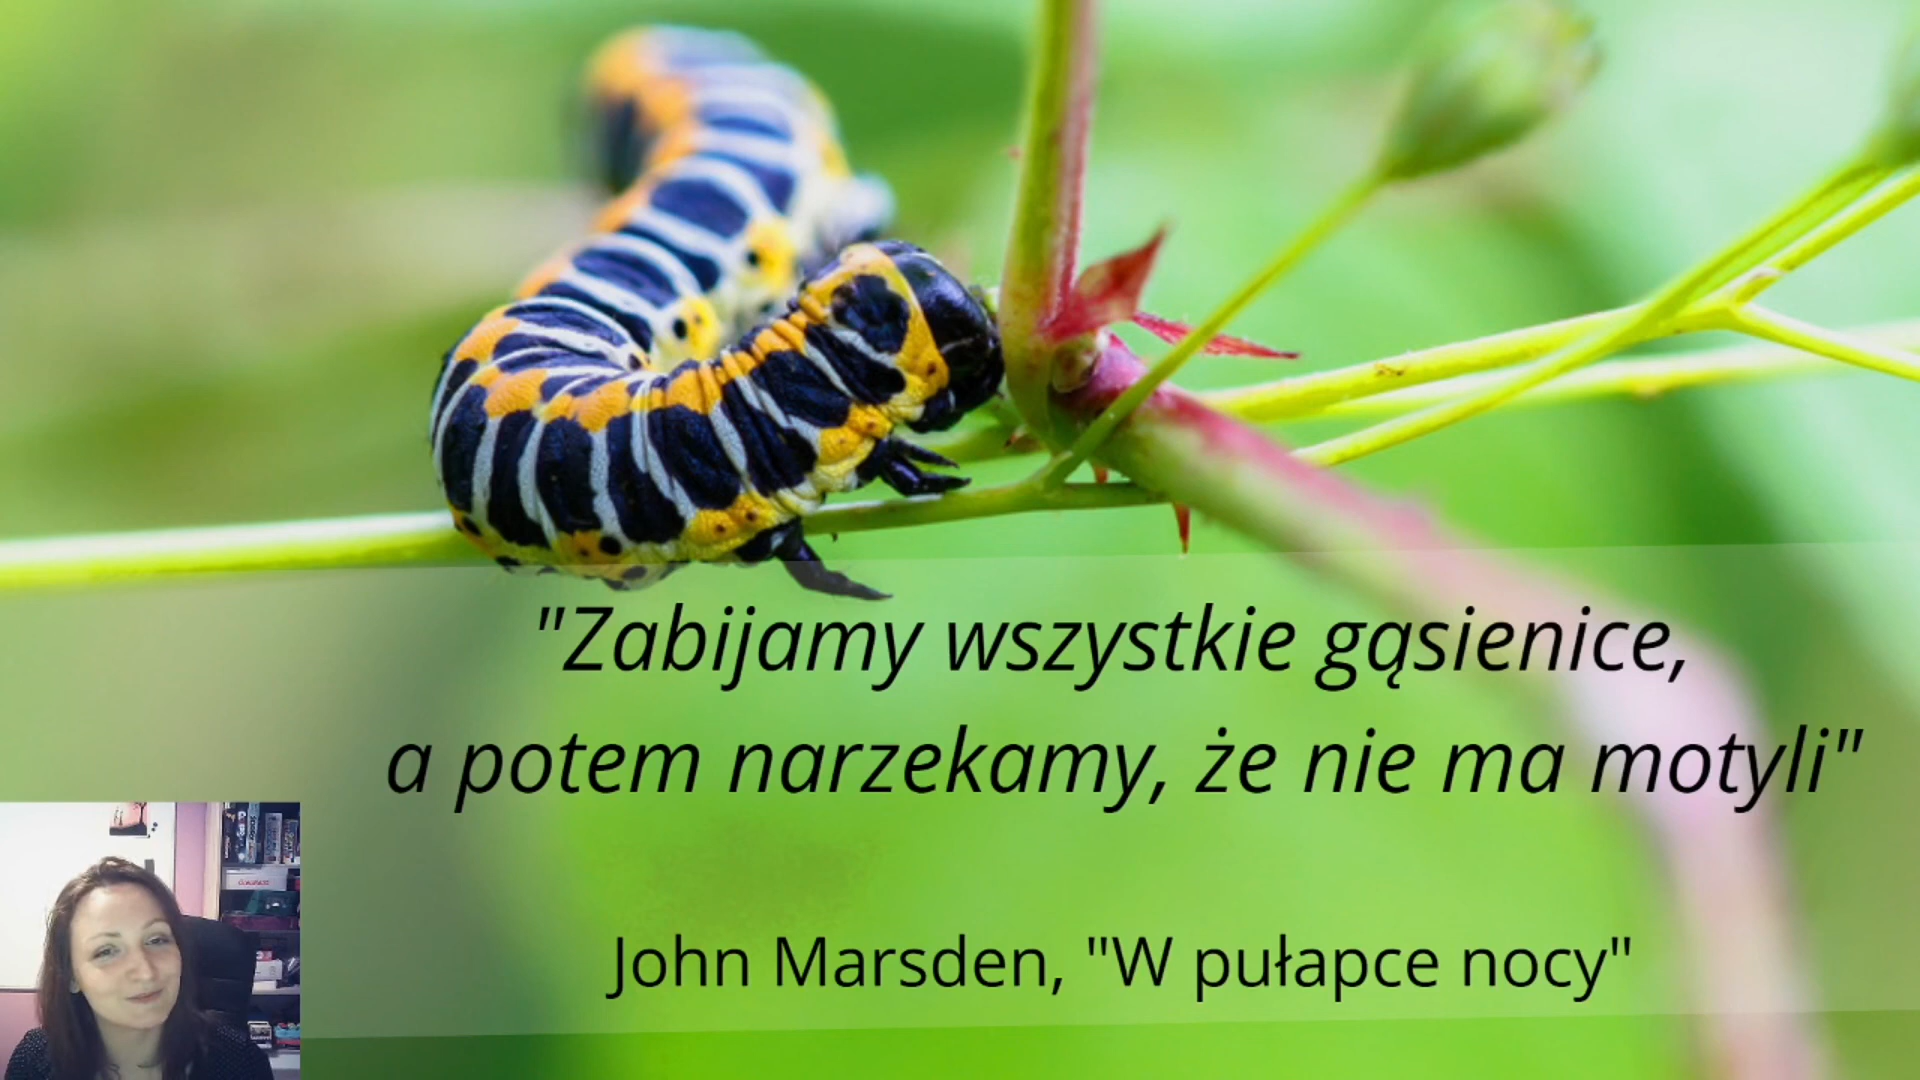 "Zabijamy wszystkie gąsienice,
a potem narzekamy, że nie ma motyli"
John Marsden, "W pułapce nocy"